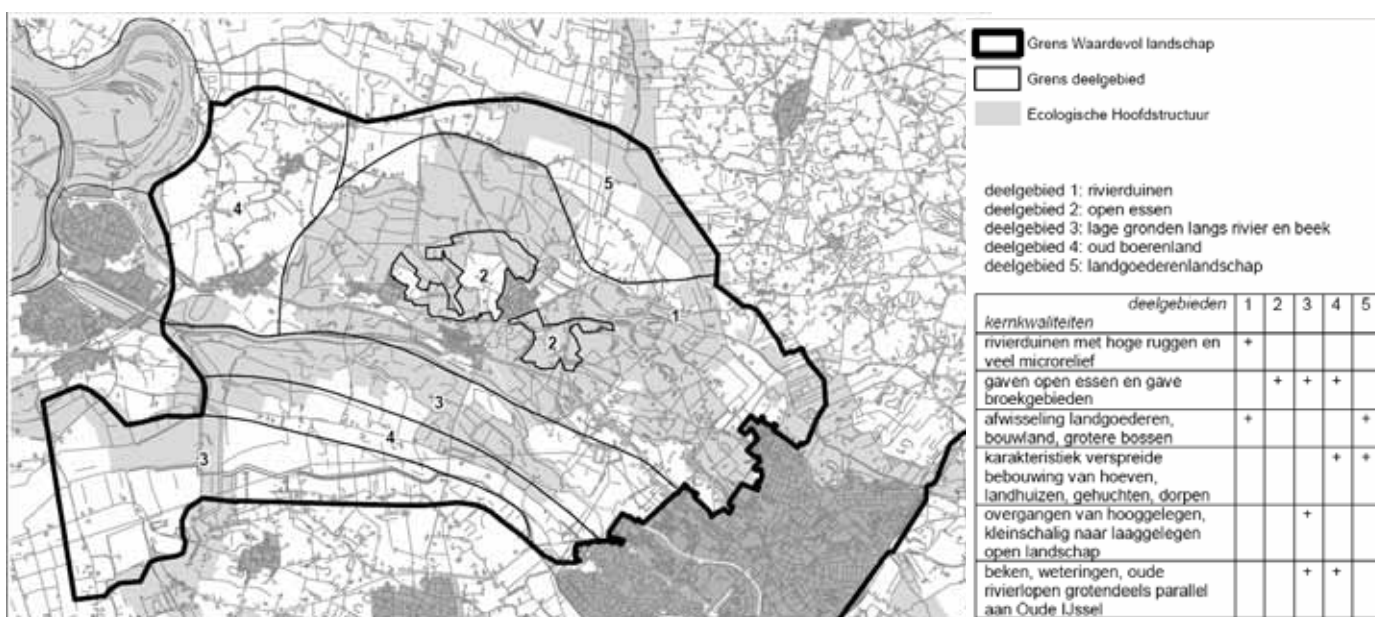 4
5
2
1
2
3
4
3
Grens Waardevol landschap
Grens deelgebied
Ecologische Hoofdstructuur
deelgebied 1: rivierduinen
deelgebied 2: open essen
deelgebied 3: lage gronden langs rivier en beek
deelgebied 4: oud boerenland
deelgebied 5: landgoederenlandschap
deelgebieden 1 2 3 4 5
kernkwaliteiten
rivierduinen met hoge ruggen en +
veel microrelief
gaven open essen en gave + + +
broekgebieden
afwisseling landgoederen, + +
bouwland, grotere bossen
karakteristiek verspreide + +
bebouwing van hoeven,
landhuizen, gehuchten, dorpen
overgangen van hooggelegen, +
kleinschalig naar laaggelegen
open landschap
beken, weteringen, oude + +
rivierlopen grotendeels parallel
aan Oude IJssel